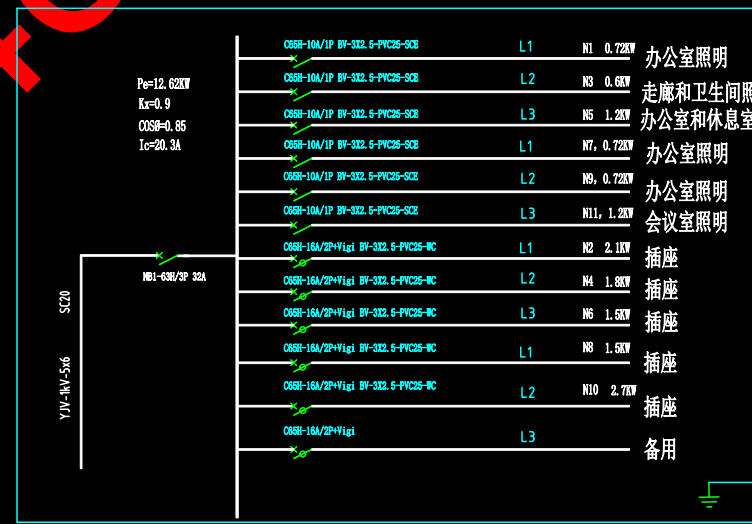 C65H-10A/1P BV-3X2.5-PVC25-SCE L1 N1 0.72KW 办公室照明
C65H-10A/1P BV-3X2.5-PVC25-SCE L2 N3 0.6KW 走廊和卫生间照
C65H-10A/1P BV-3X2.5-PVC25-SCE L3 N5 1.2KW 办公室和休息室
C65H-10A/1P BV-3X2.5-PVC25-SCE L1 N7, 0.72KW 办公室照明
C65H-10A/1P BV-3X2.5-PVC25-SCE L2 N9, 0.72KW 办公室照明
C65H-10A/1P BV-3X2.5-PVC25-SCE L3 N11, 1.2KW 会议室照明
C65H-16A/2P+Vigi BV-3X2.5-PVC25-WC L1 N2 2.1KW 插座
C65H-16A/2P+Vigi BV-3X2.5-PVC25-WC L2 N4 1.8KW 插座
C65H-16A/2P+Vigi BV-3X2.5-PVC25-WC L3 N6 1.5KW 插座
C65H-16A/2P+Vigi BV-3X2.5-PVC25-WC L1 N8 1.5KW 插座
C65H-16A/2P+Vigi BV-3X2.5-PVC25-WC L2 N10 2.7KW 插座
C65H-16A/2P+Vigi L3 备用
Pe=12.62KW
Kx=0.9
COSØ=0.85
Ic=20.3A
MB1-63H/3P 32A
YJV-1kV-5x6 SC20